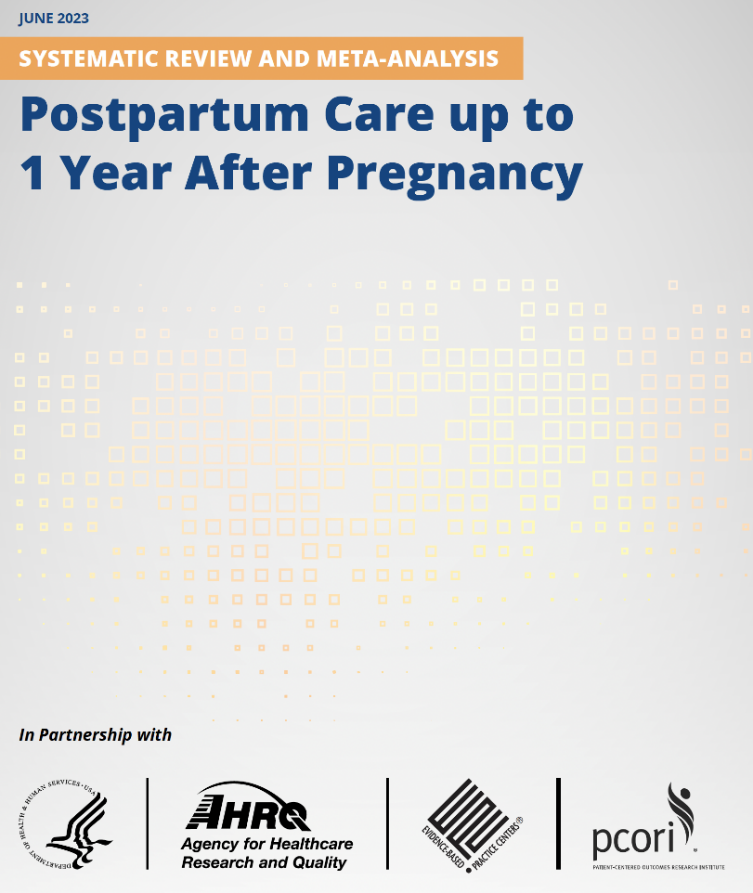 JUNE 2023
SYSTEMATIC REVIEW AND META-ANALYSIS
Postpartum Care up to
1 Year After Pregnancy
In Partnership with
DEPARTMENT OF HEALTH & HUMAN SERVICES · USA
AHRQ
Agency for Healthcare
Research and Quality
EPC
EVIDENCE-BASED PRACTICE CENTERS®
pcori.
PATIENT-CENTERED OUTCOMES RESEARCH INSTITUTE